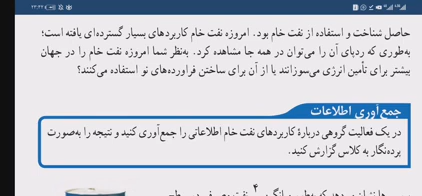 ۲۳:۲۲
حاصل شناخت و استفاده از نفت خام بود. امروزه نفت خام کاربردهای بسیار گسترده‌ای یافته است؛
به‌طوری که ردپای آن را می‌توان در همه جا مشاهده کرد. به‌نظر شما امروزه نفت خام را در جهان
بیشتر برای تأمین انرژی می‌سوزانند یا از آن برای ساختن فراورده‌های نو استفاده می‌کنند؟
جمع‌آوری اطلاعات
در یک فعالیت گروهی دربارهٔ کاربردهای نفت خام اطلاعاتی را جمع‌آوری کنید و نتیجه را به‌صورت
پرده‌نگار به کلاس گزارش کنید.